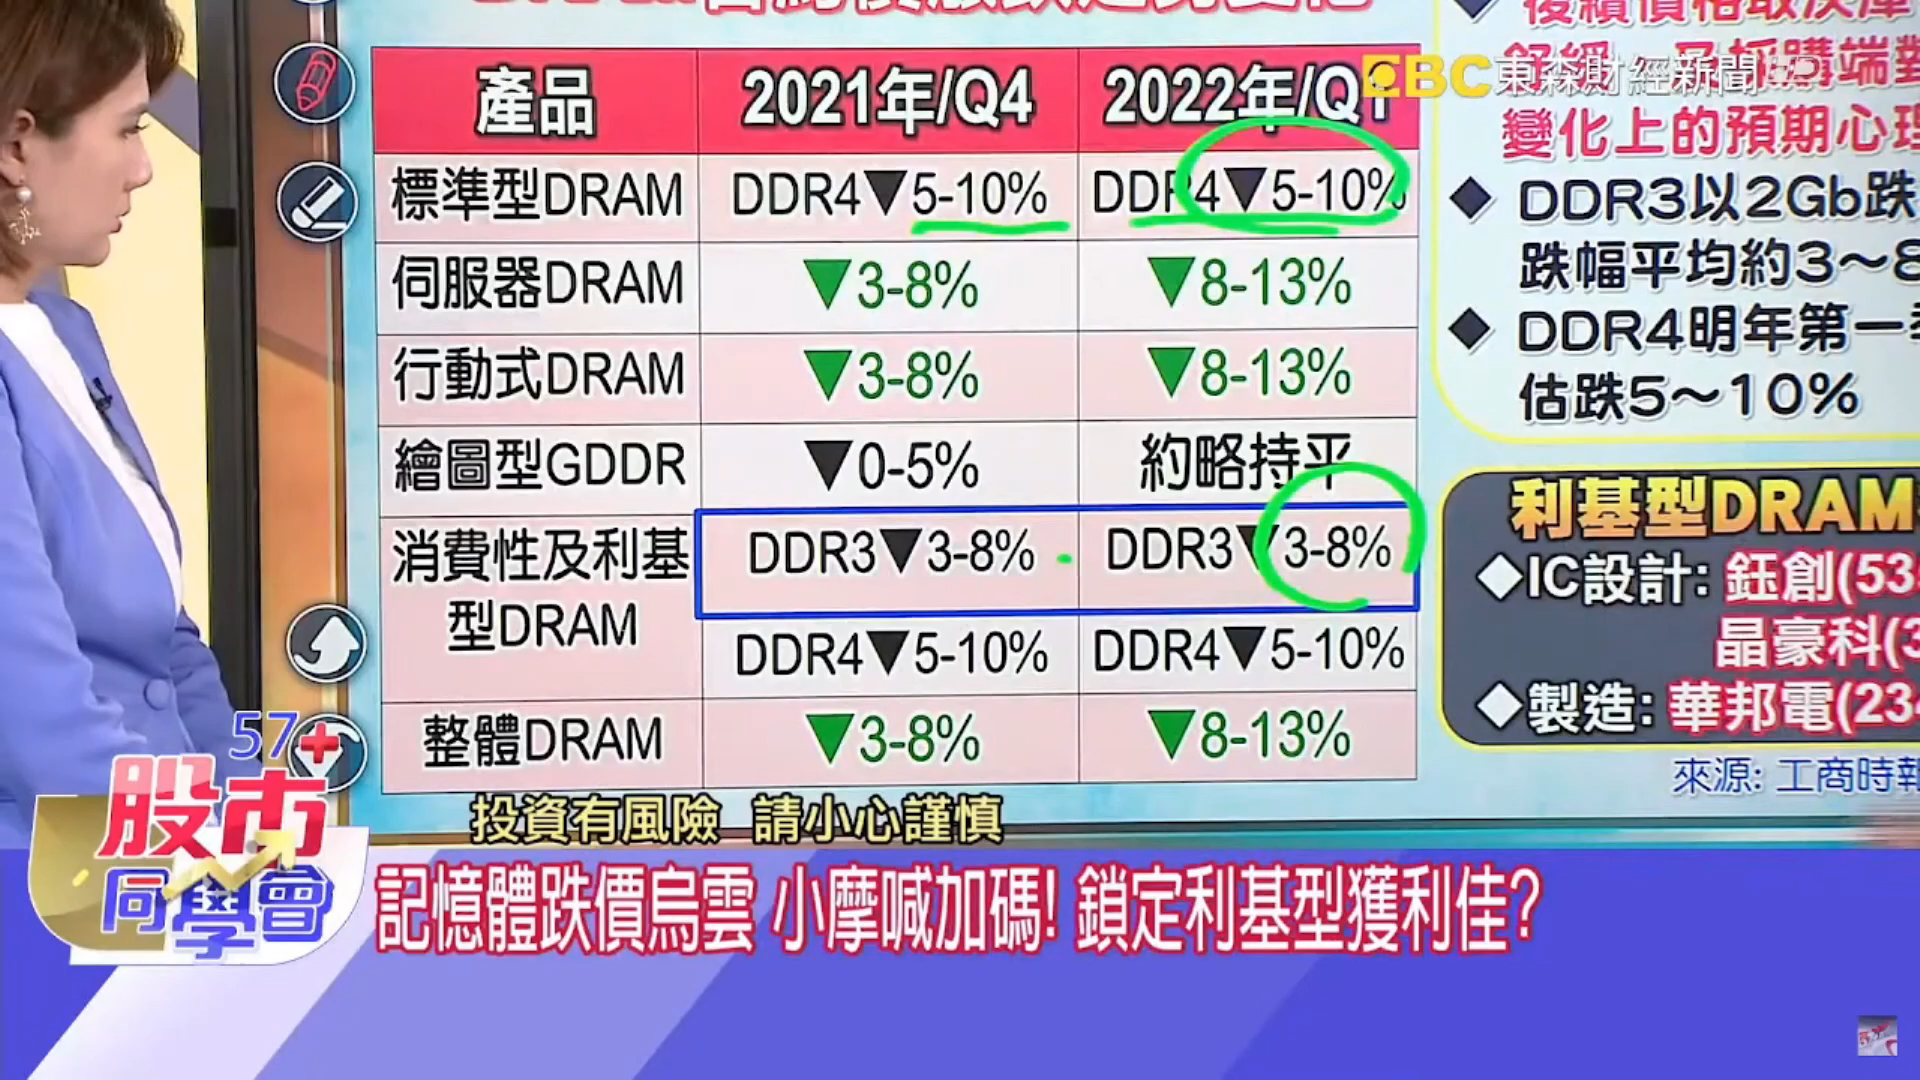 EBC東森財經新聞
產品 2021年/Q4 2022年/Q1
標準型DRAM DDR4▼5-10% DDR4▼5-10%
伺服器DRAM ▼3-8% ▼8-13%
行動式DRAM ▼3-8% ▼8-13%
繪圖型GDDR ▼0-5% 約略持平
消費性及利基型DRAM DDR3▼3-8% DDR3▼3-8%
DDR4▼5-10% DDR4▼5-10%
整體DRAM ▼3-8% ▼8-13%
變化上的預期心理
◆DDR3以2Gb跌
跌幅平均約3~8
◆DDR4明年第一
估跌5~10%
利基型DRAM
◆IC設計:鈺創(53
晶豪科(3
◆製造:華邦電(234
來源:工商時報
投資有風險 請小心謹慎
57
股市
同學會
記憶體跌價烏雲 小摩喊加碼! 鎖定利基型獲利佳?